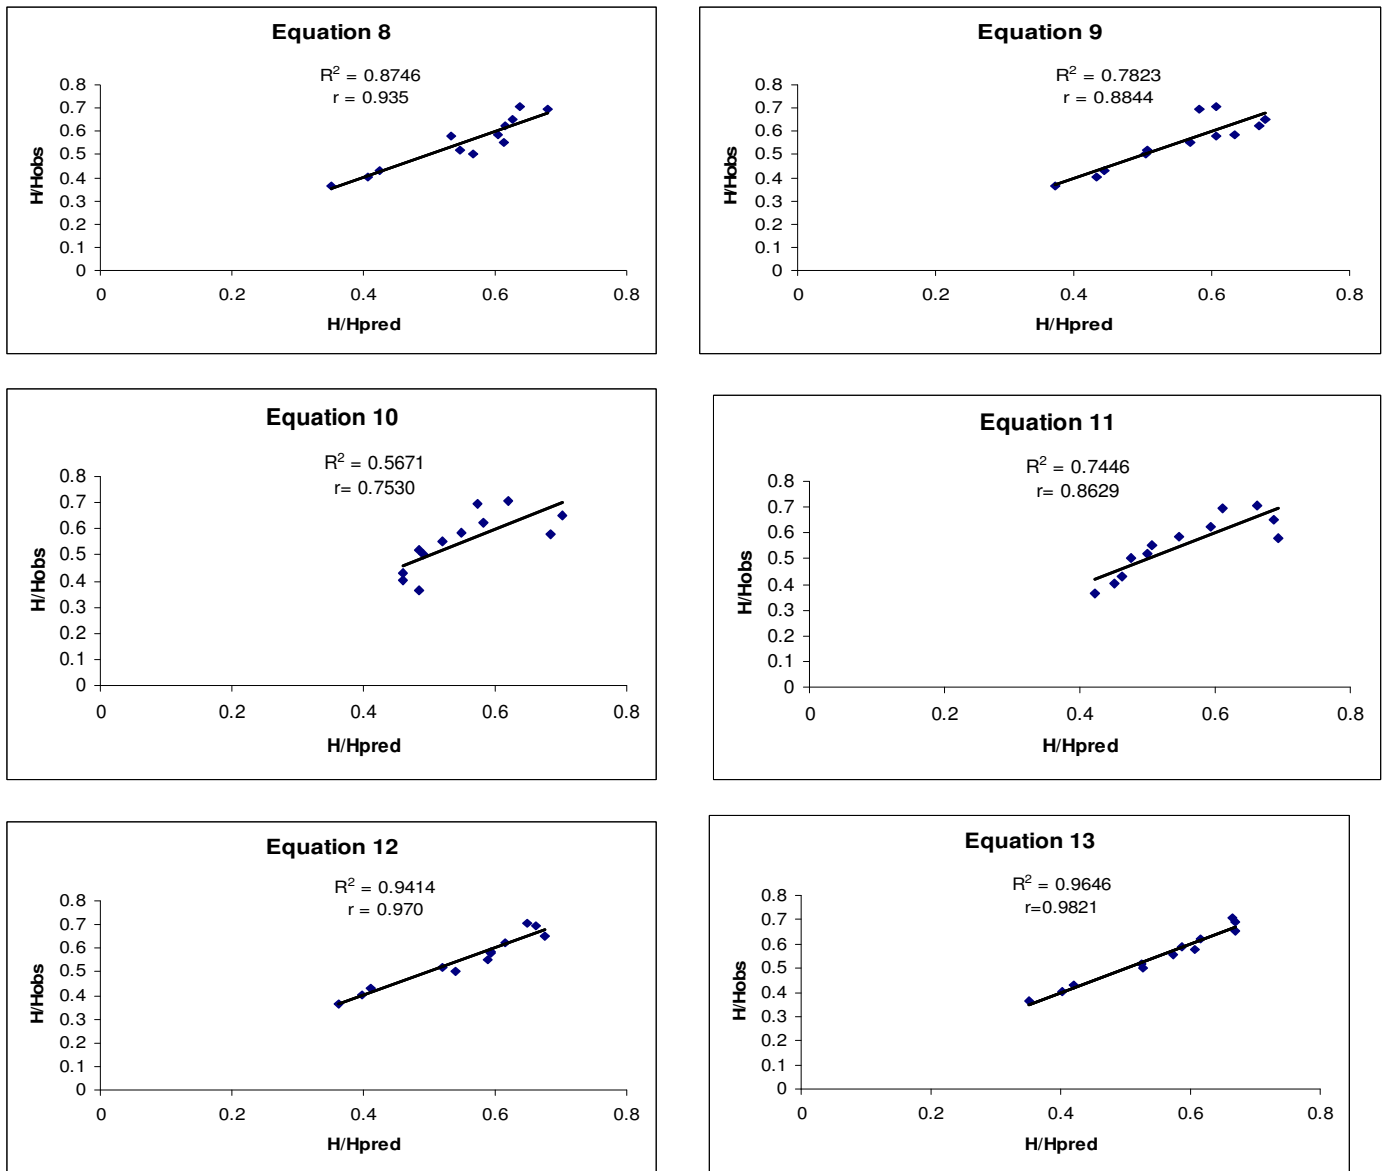 Equation 8
R² = 0.8746
r = 0.935
0.8
0.7
0.6
0.5
0.4
0.3
0.2
0.1
0
H/Hobs
0 0.2 0.4 0.6 0.8
H/Hpred
Equation 9
R² = 0.7823
r = 0.8844
0.8
0.7
0.6
0.5
0.4
0.3
0.2
0.1
0
H/Hobs
0 0.2 0.4 0.6 0.8
H/Hpred
Equation 10
R² = 0.5671
r= 0.7530
0.8
0.7
0.6
0.5
0.4
0.3
0.2
0.1
0
H/Hobs
0 0.2 0.4 0.6 0.8
H/Hpred
Equation 11
R² = 0.7446
r= 0.8629
0.8
0.7
0.6
0.5
0.4
0.3
0.2
0.1
0
H/Hobs
0 0.2 0.4 0.6 0.8
H/Hpred
Equation 12
R² = 0.9414
r = 0.970
0.8
0.7
0.6
0.5
0.4
0.3
0.2
0.1
0
H/Hobs
0 0.2 0.4 0.6 0.8
H/Hpred
Equation 13
R² = 0.9646
r=0.9821
0.8
0.7
0.6
0.5
0.4
0.3
0.2
0.1
0
H/Hobs
0 0.2 0.4 0.6 0.8
H/Hpred